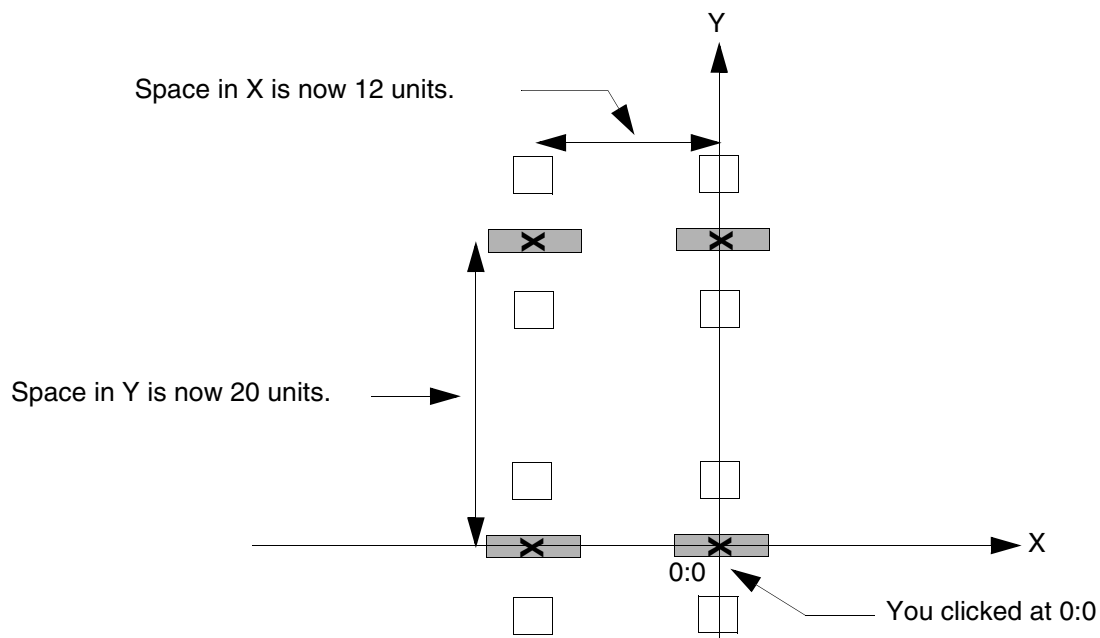 Y
Space in X is now 12 units.
Space in Y is now 20 units.
X
0:0
You clicked at 0:0